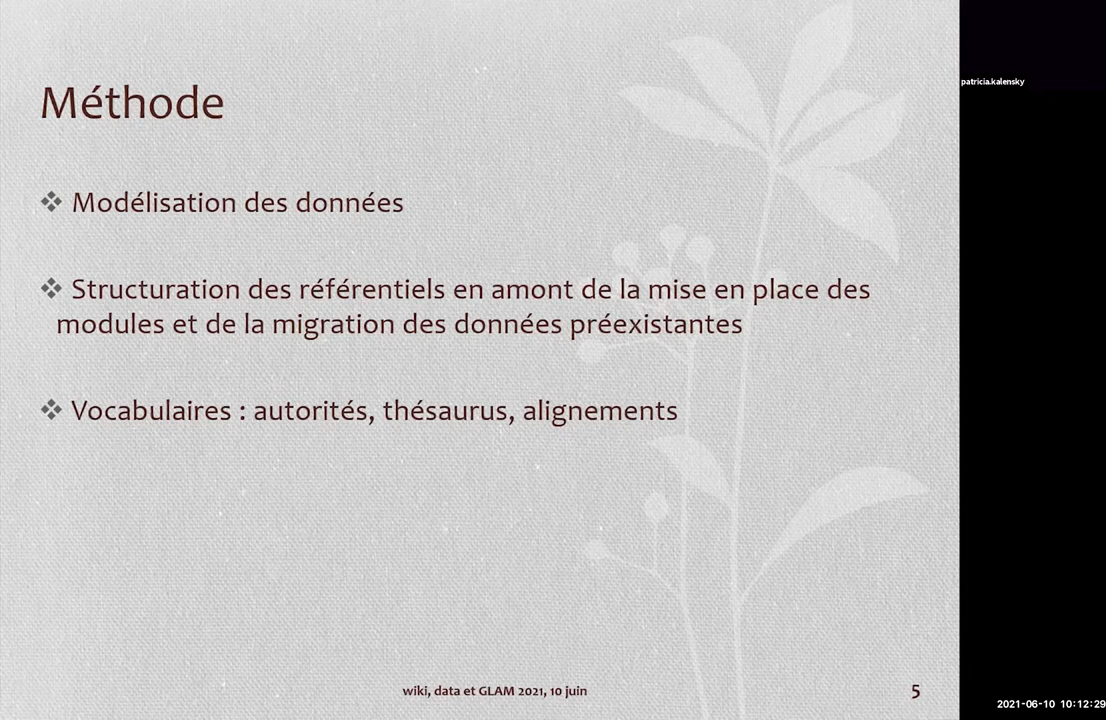 Méthode
patricia.kalensky
❖ Modélisation des données
❖ Structuration des référentiels en amont de la mise en place des
modules et de la migration des données préexistantes
❖ Vocabulaires : autorités, thésaurus, alignements
wiki, data et GLAM 2021, 10 juin
5
2021-06-10 10:12:29